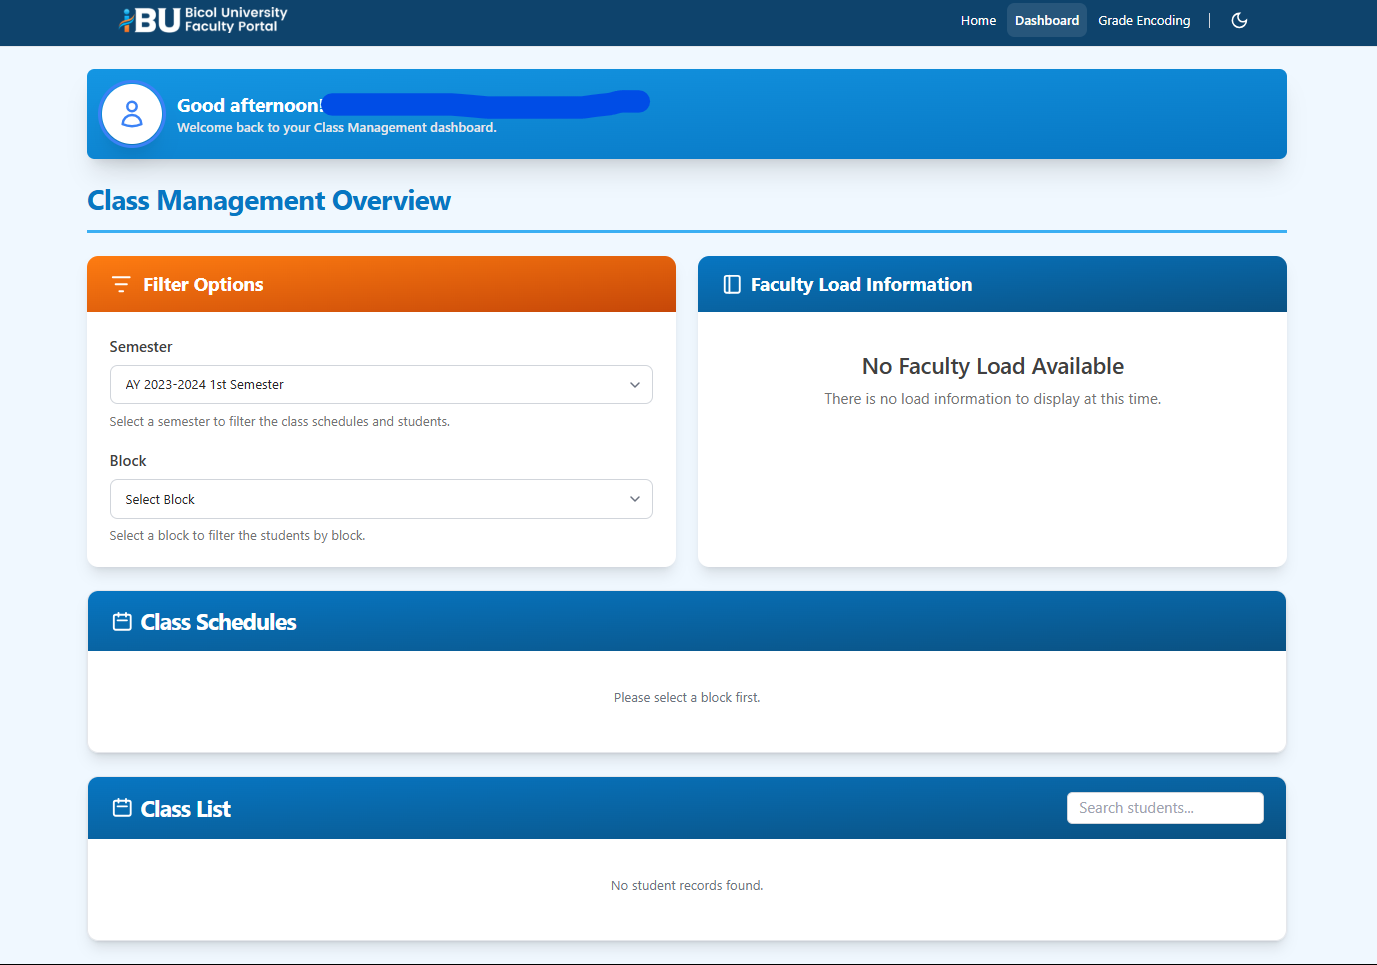 BU Bicol University
Faculty Portal
Home Dashboard Grade Encoding
Good afternoon!
Welcome back to your Class Management dashboard.
Class Management Overview
Filter Options
Semester
AY 2023-2024 1st Semester
Select a semester to filter the class schedules and students.
Block
Select Block
Select a block to filter the students by block.
Faculty Load Information
No Faculty Load Available
There is no load information to display at this time.
Class Schedules
Please select a block first.
Class List
Search students...
No student records found.